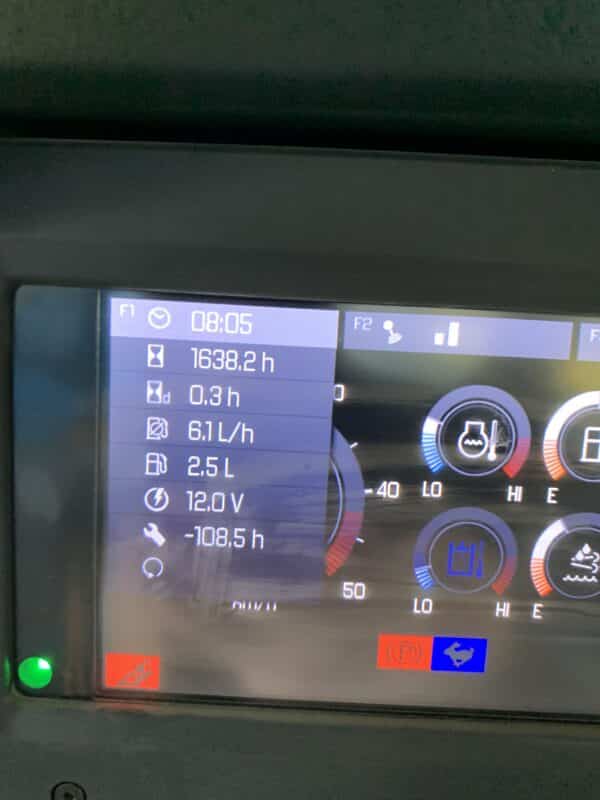 F1 08:05
F2
1638.2 h
d 0.3 h
6.1 L/h
2.5 L
12.0 V
-108.5 h
40
50
LO HI E
LO HI E
(P)